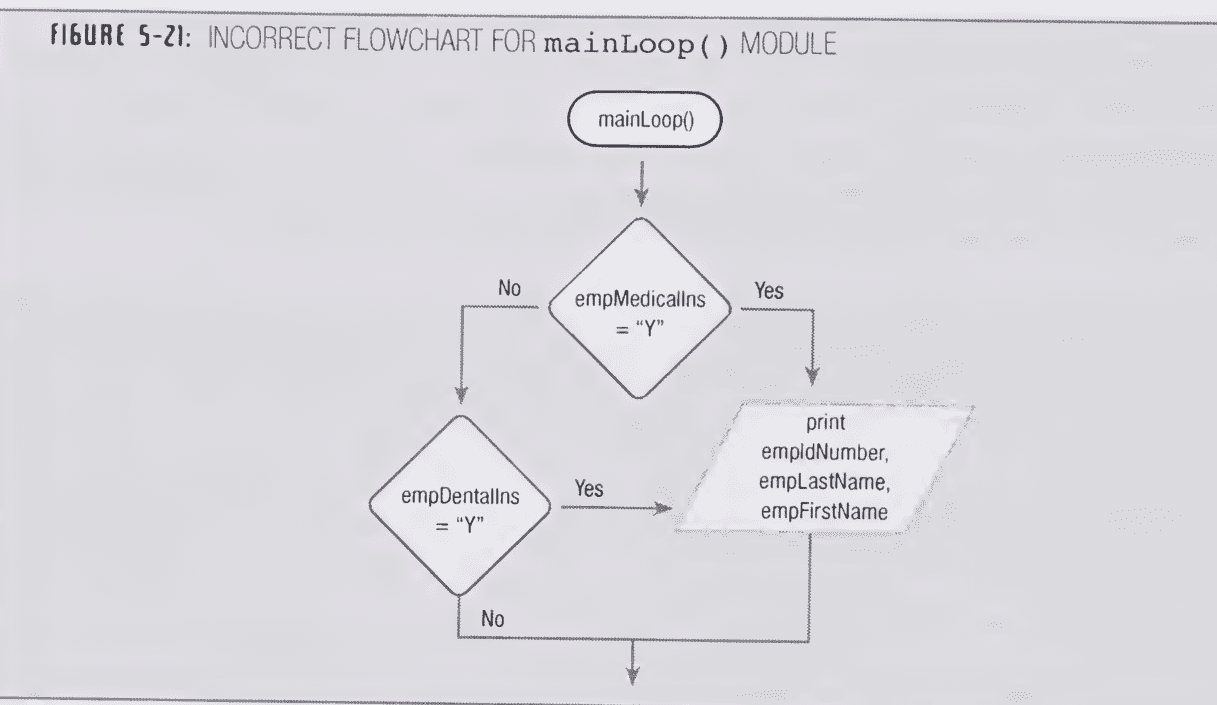 FIGURE 5-21: INCORRECT FLOWCHART FOR mainLoop() MODULE
mainLoop()
No
empMedicalIns
= “Y”
Yes
print
empIdNumber,
empLastName,
empFirstName
empDentalIns
= “Y”
Yes
No